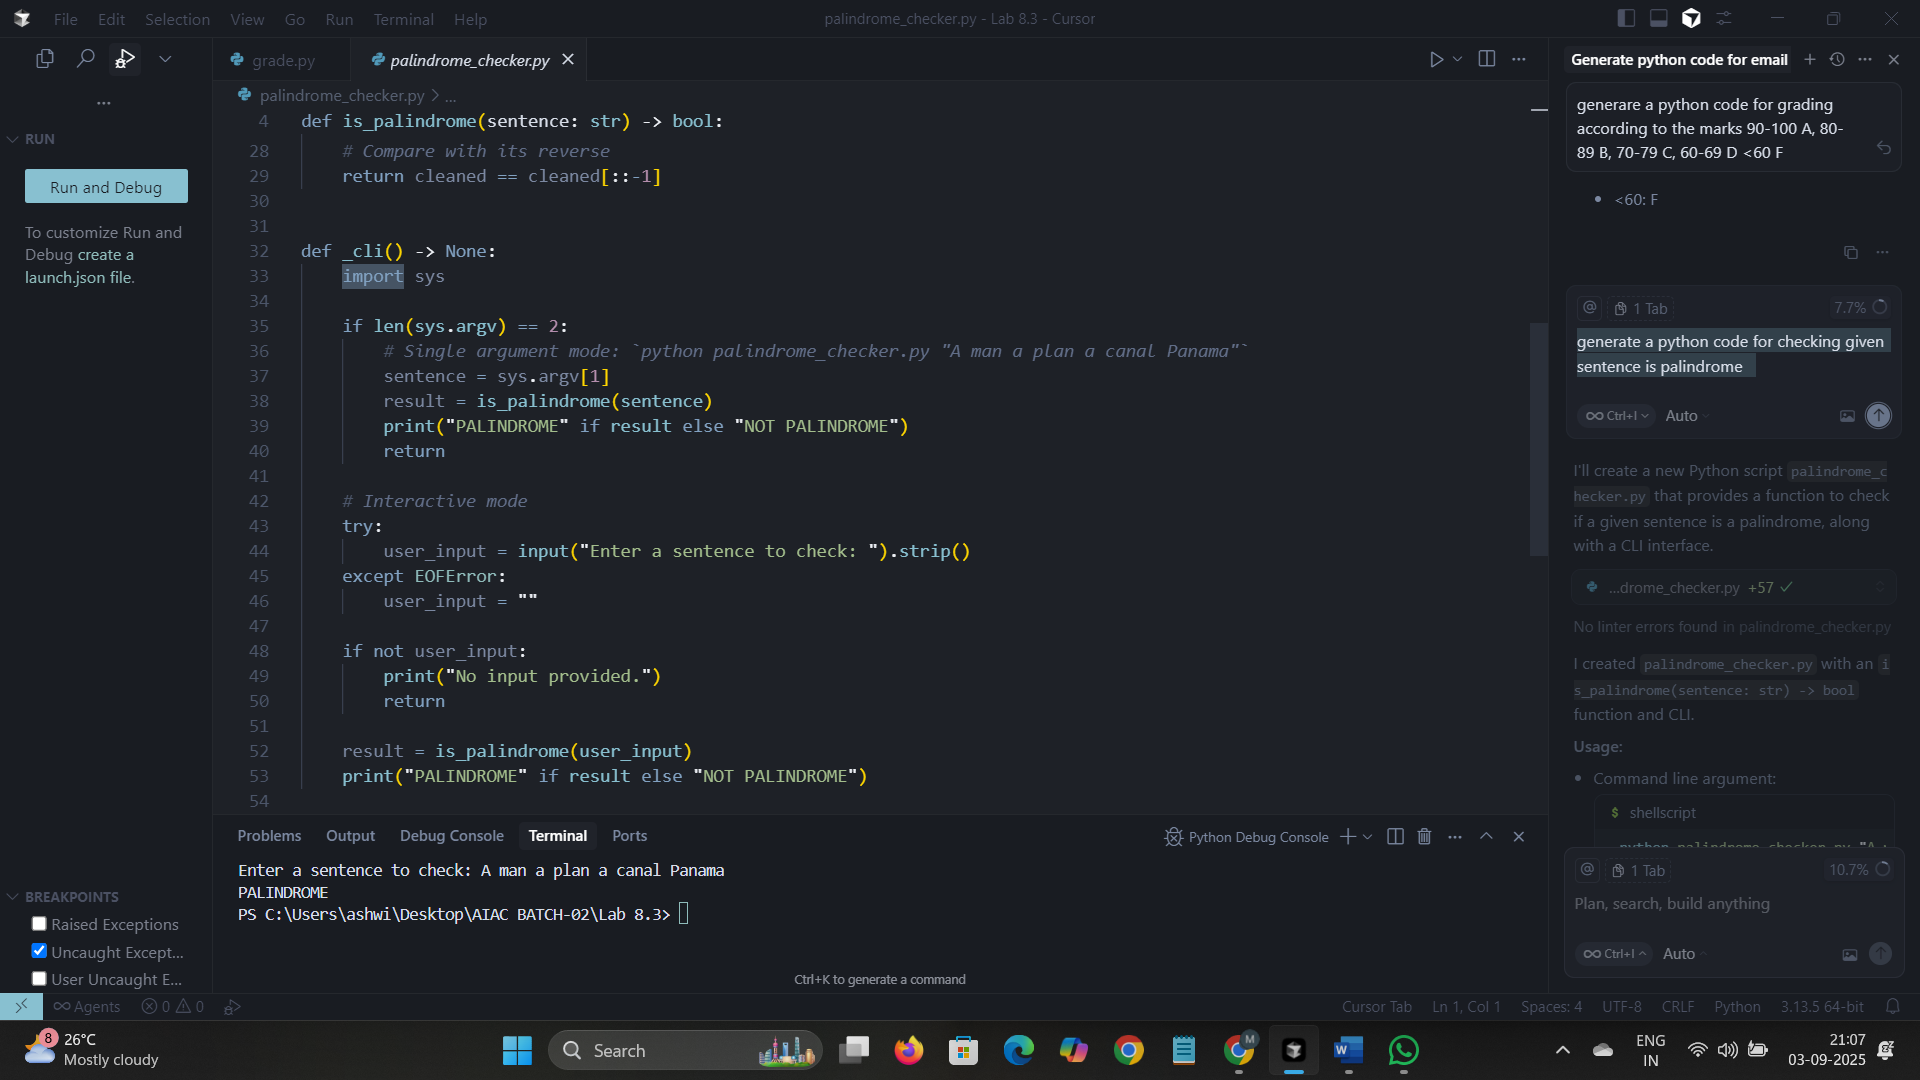 File Edit Selection View Go Run Terminal Help
palindrome_checker.py - Lab 8.3 - Cursor
RUN
Run and Debug
To customize Run and
Debug create a
launch.json file.
BREAKPOINTS
Raised Exceptions
Uncaught Except...
User Uncaught E...
grade.py
palindrome_checker.py
palindrome_checker.py > ...
4 def is_palindrome(sentence: str) -> bool:
28 # Compare with its reverse
29 return cleaned == cleaned[::-1]
30
31
32 def _cli() -> None:
33 import sys
34
35 if len(sys.argv) == 2:
36 # Single argument mode: `python palindrome_checker.py "A man a plan a canal Panama"`
37 sentence = sys.argv[1]
38 result = is_palindrome(sentence)
39 print("PALINDROME" if result else "NOT PALINDROME")
40 return
41
42 # Interactive mode
43 try:
44 user_input = input("Enter a sentence to check: ").strip()
45 except EOFError:
46 user_input = ""
47
48 if not user_input:
49 print("No input provided.")
50 return
51
52 result = is_palindrome(user_input)
53 print("PALINDROME" if result else "NOT PALINDROME")
54
Problems Output Debug Console Terminal Ports
Python Debug Console
Enter a sentence to check: A man a plan a canal Panama
PALINDROME
PS C:\Users\ashwi\Desktop\AIAC BATCH-02\Lab 8.3>
Ctrl+K to generate a command
Generate python code for email
generare a python code for grading
according to the marks 90-100 A, 80-
89 B, 70-79 C, 60-69 D <60 F
• <60: F
@ 1 Tab 7.7%
generate a python code for checking given
sentence is palindrome
Ctrl+I Auto
I'll create a new Python script palindrome_c
hecker.py that provides a function to check
if a given sentence is a palindrome, along
with a CLI interface.
...drome_checker.py +57
No linter errors found in palindrome_checker.py
I created palindrome_checker.py with an i
s_palindrome(sentence: str) -> bool
function and CLI.
Usage:
• Command line argument:
$ shellscript
python palindrome_checker.py "A
@ 1 Tab 10.7%
Plan, search, build anything
Ctrl+I Auto
Agents 0 0
Cursor Tab Ln 1, Col 1 Spaces: 4 UTF-8 CRLF Python 3.13.5 64-bit
8
26°C
Mostly cloudy
Search
M
W
ENG
IN
21:07
03-09-2025